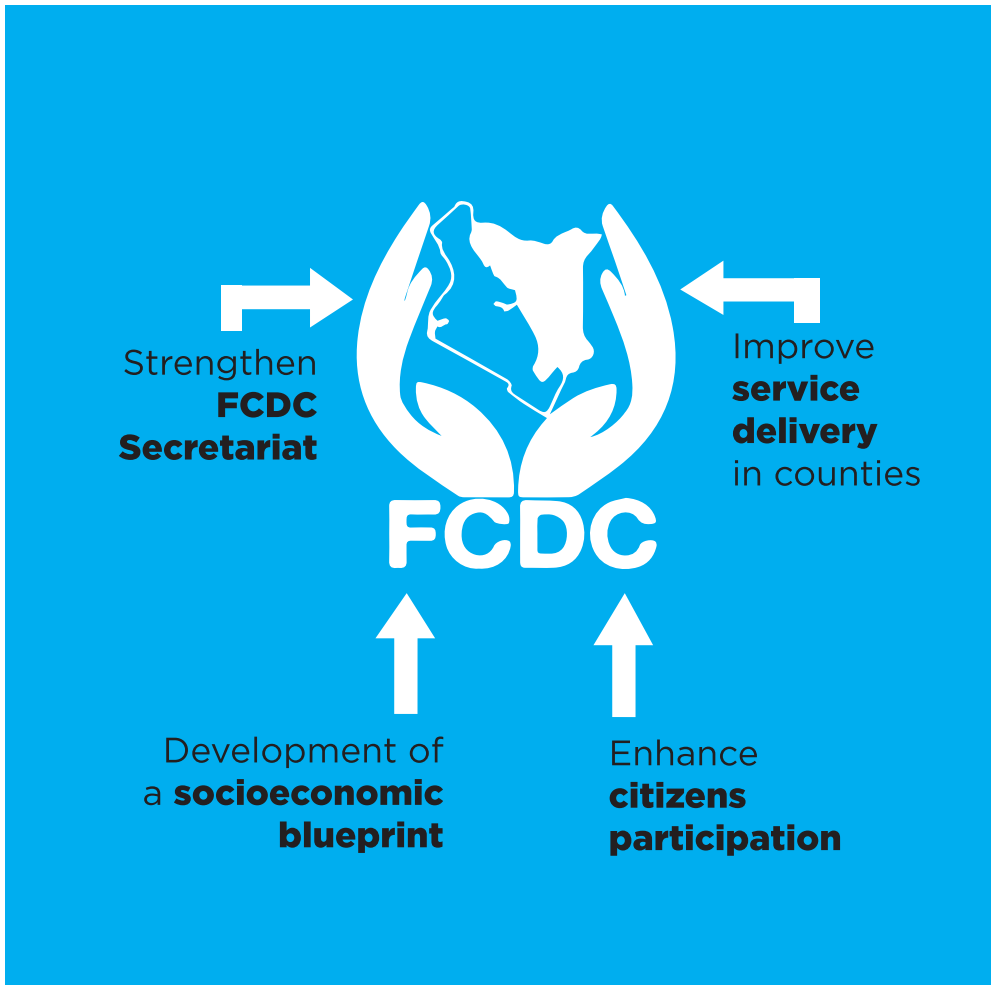 Strengthen
FCDC
Secretariat
Improve
service
delivery
in counties
FCDC
Development of
a socioeconomic
blueprint
Enhance
citizens
participation